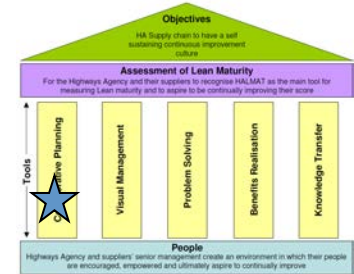 Objectives
HA Supply chain to have a self
sustaining continuous improvement
culture
Assessment of Lean Maturity
For the Highways Agency and their suppliers to recognise HALMAT as the main tool for
measuring Lean maturity and to aspire to be continually improving their score
Tools
Planning
Visual Management
Problem Solving
Benefits Realisation
Knowledge Transfer
People
Highways Agency and suppliers' senior management create an environment in which their people
are encouraged, empowered and ultimately aspire to continually improve